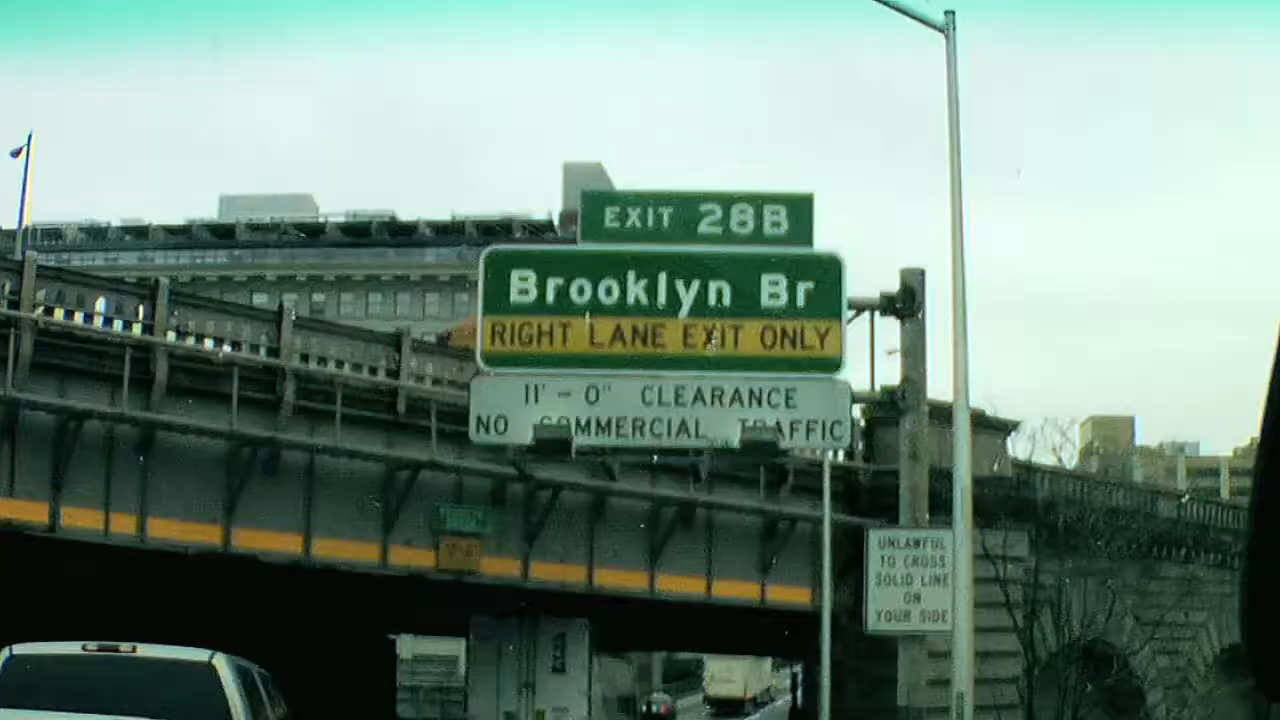 EXIT 28B
Brooklyn Br
RIGHT LANE EXIT ONLY
11' - 0" CLEARANCE
NO COMMERCIAL TRAFFIC
UNLAWFUL
TO CROSS
SOLID LINE
ON
YOUR SIDE